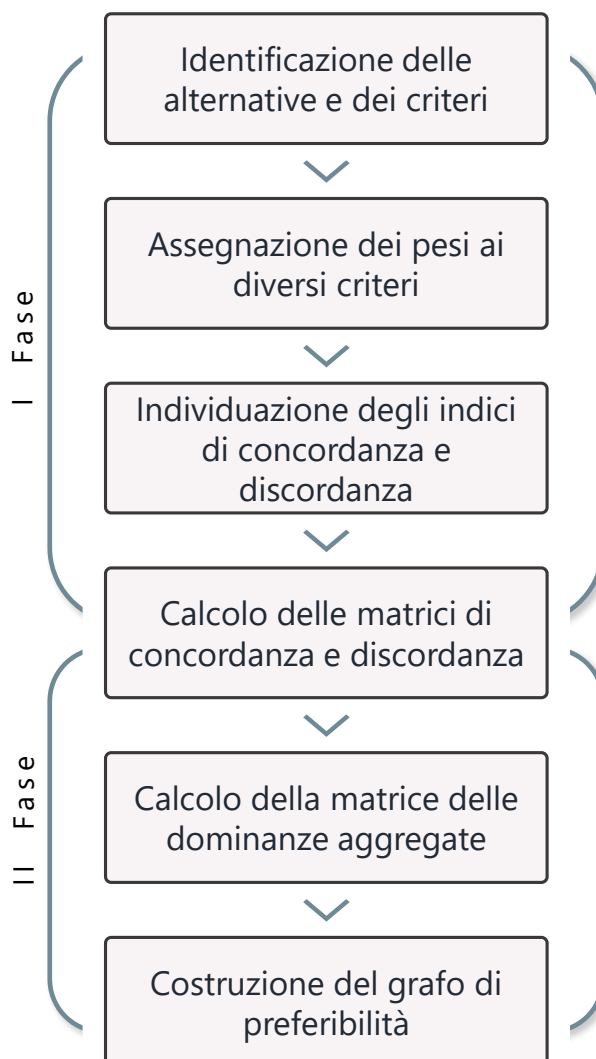 Identificazione delle
alternative e dei criteri
Assegnazione dei pesi ai
diversi criteri
I Fase
Individuazione degli indici
di concordanza e
discordanza
Calcolo delle matrici di
concordanza e discordanza
II Fase
Calcolo della matrice delle
dominanze aggregate
Costruzione del grafo di
preferibilità